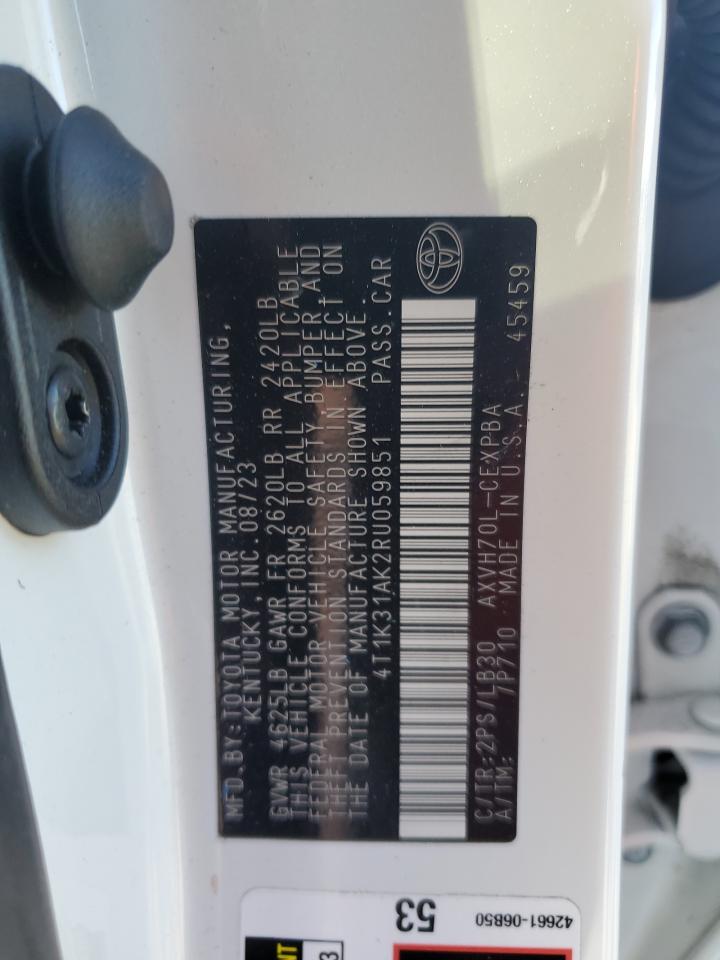 MFD.BY:TOYOTA MOTOR MANUFACTURING,
KENTUCKY, INC. 08/23
GVWR 4625LB GAWR FR 2620LB RR 2420LB
THIS VEHICLE CONFORMS TO ALL APPLICABLE
FEDERAL MOTOR VEHICLE SAFETY, BUMPER, AND
THEFT PREVENTION STANDARDS IN EFFECT ON
THE DATE OF MANUFACTURE SHOWN ABOVE.
4T1K31AK2RU059851 PASS.CAR
C/TR:2PS/LB30 AXVH70L-CEXPBA
A/TM: 7P710 MADE IN U.S.A. 45459
53
42661-06B50